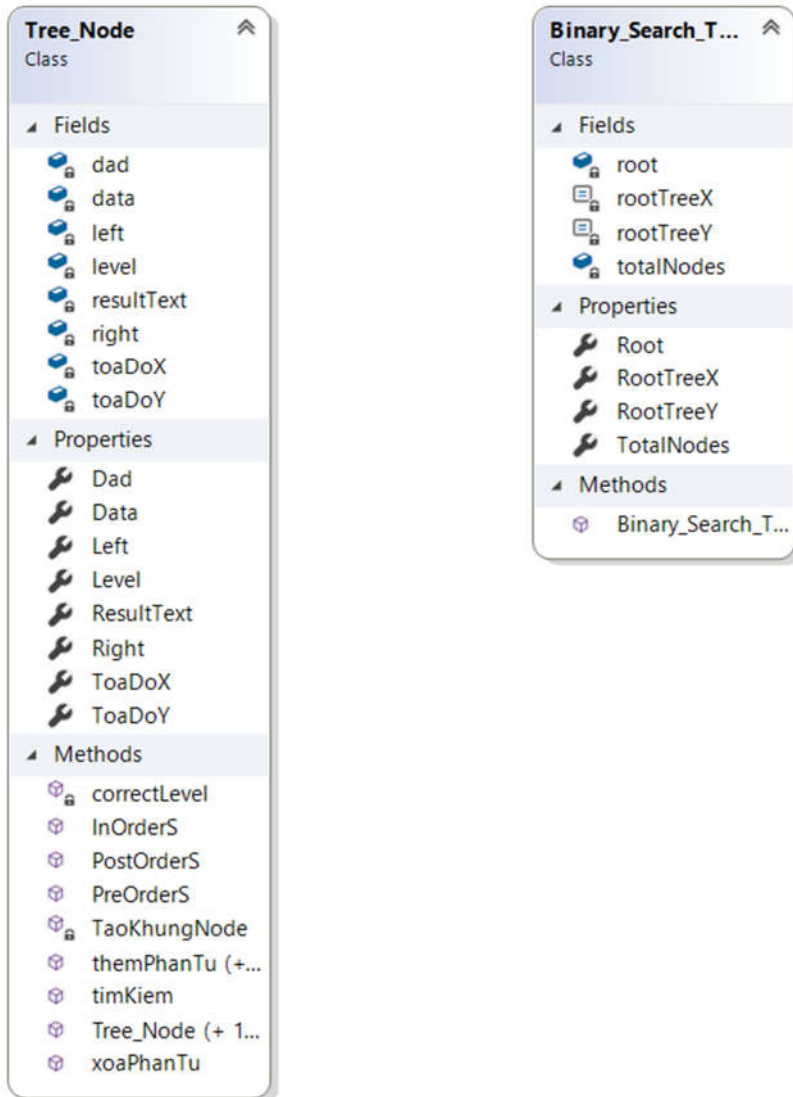 Tree_Node
Class
Fields
dad
data
left
level
resultText
right
toaDoX
toaDoY
Properties
Dad
Data
Left
Level
ResultText
Right
ToaDoX
ToaDoY
Methods
correctLevel
InOrderS
PostOrderS
PreOrderS
TaoKhungNode
themPhanTu (+...
timKiem
Tree_Node (+ 1...
xoaPhanTu
Binary_Search_T...
Class
Fields
root
rootTreeX
rootTreeY
totalNodes
Properties
Root
RootTreeX
RootTreeY
TotalNodes
Methods
Binary_Search_T...